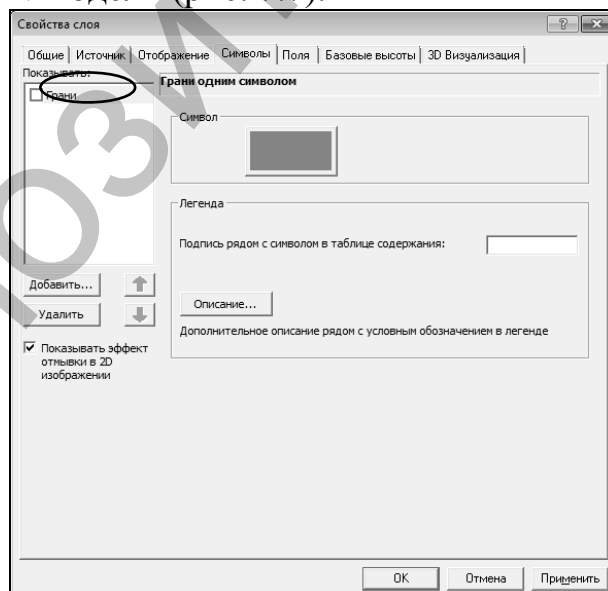 Свойства слоя
Общие Источник Отображение Символы Поля Базовые высоты 3D Визуализация
Показывать:
Грани
Грани одним символом
Символ
Легенда
Подпись рядом с символом в таблице содержания:
Добавить...
Удалить
Описание...
Дополнительное описание рядом с условным обозначением в легенде
Показывать эффект
отмывки в 2D
изображении
OK Отмена Применить